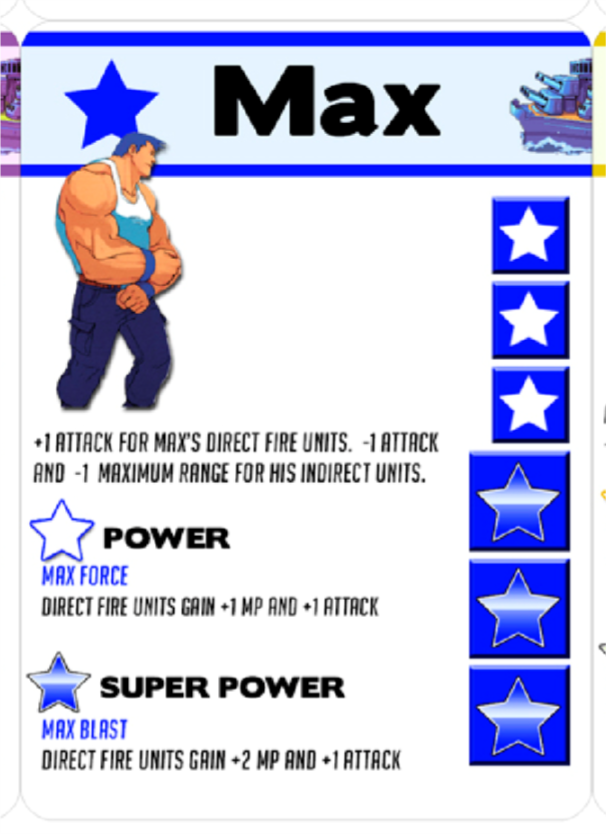 Max
+1 ATTACK FOR MAX'S DIRECT FIRE UNITS. -1 ATTACK
AND -1 MAXIMUM RANGE FOR HIS INDIRECT UNITS.
POWER
MAX FORCE
DIRECT FIRE UNITS GAIN +1 MP AND +1 ATTACK
SUPER POWER
MAX BLAST
DIRECT FIRE UNITS GAIN +2 MP AND +1 ATTACK